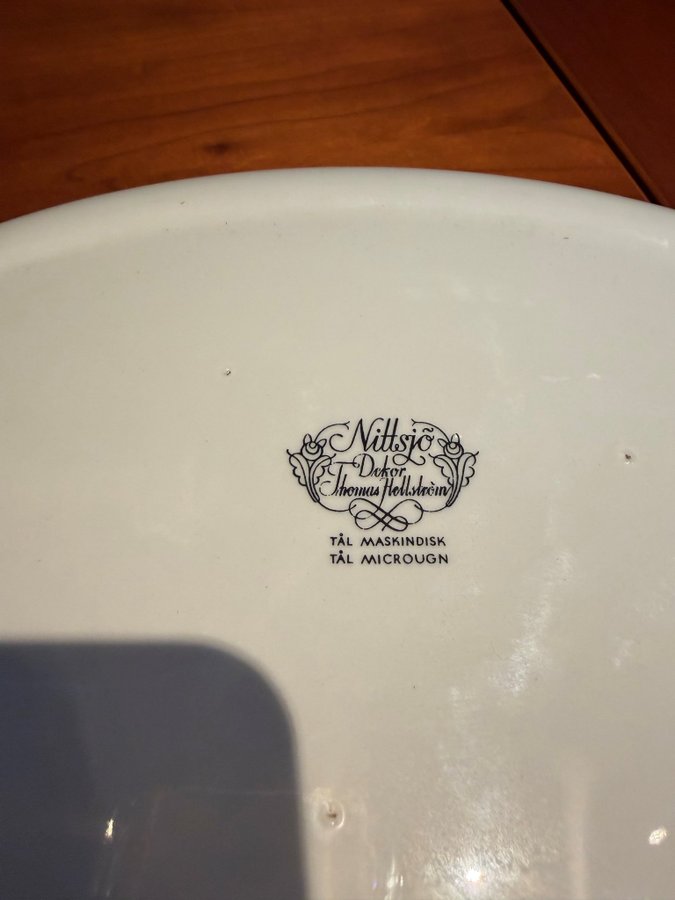 Nittsjö
Dekor
Thomas Hellström
TÅL MASKINDISK
TÅL MICROUGN